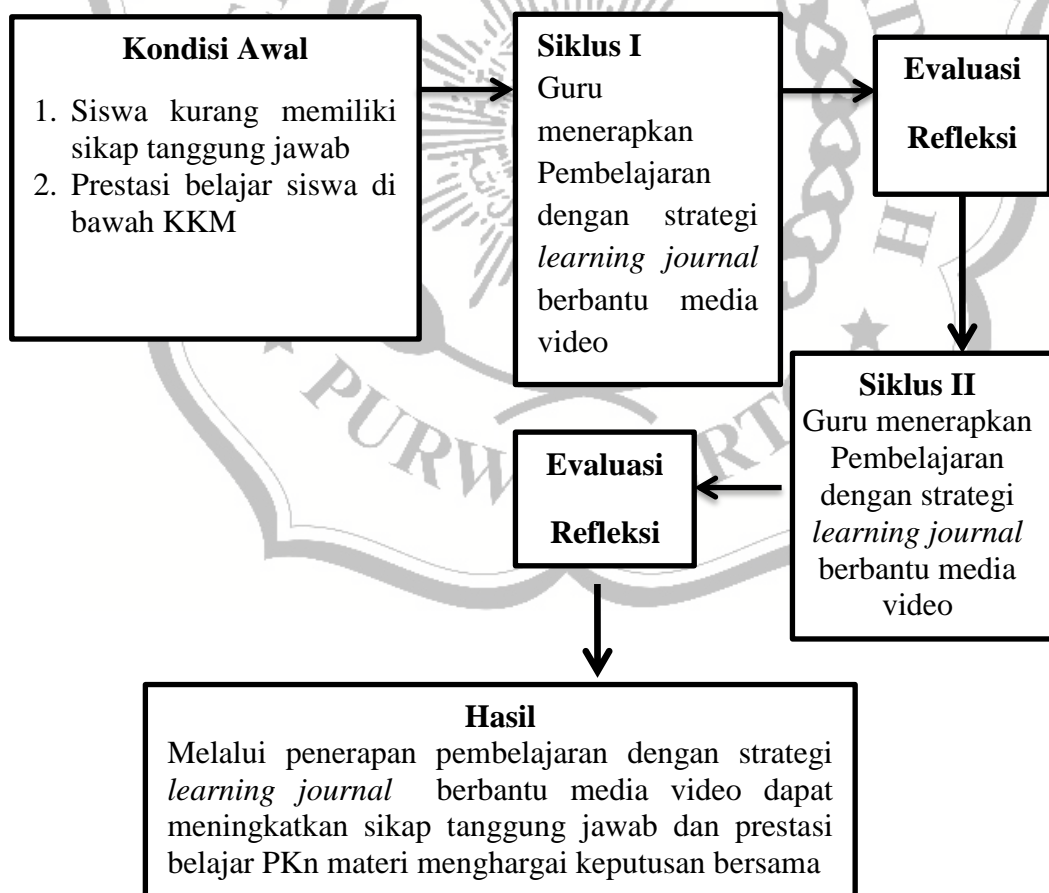 Kondisi Awal
1. Siswa kurang memiliki
sikap tanggung jawab
2. Prestasi belajar siswa di
bawah KKM
Siklus I
Guru
menerapkan
Pembelajaran
dengan strategi
learning journal
berbantu media
video
Evaluasi
Refleksi
Siklus II
Guru menerapkan
Pembelajaran
dengan strategi
learning journal
berbantu media
video
Evaluasi
Refleksi
Hasil
Melalui penerapan pembelajaran dengan strategi
learning journal berbantu media video dapat
meningkatkan sikap tanggung jawab dan prestasi
belajar PKn materi menghargai keputusan bersama